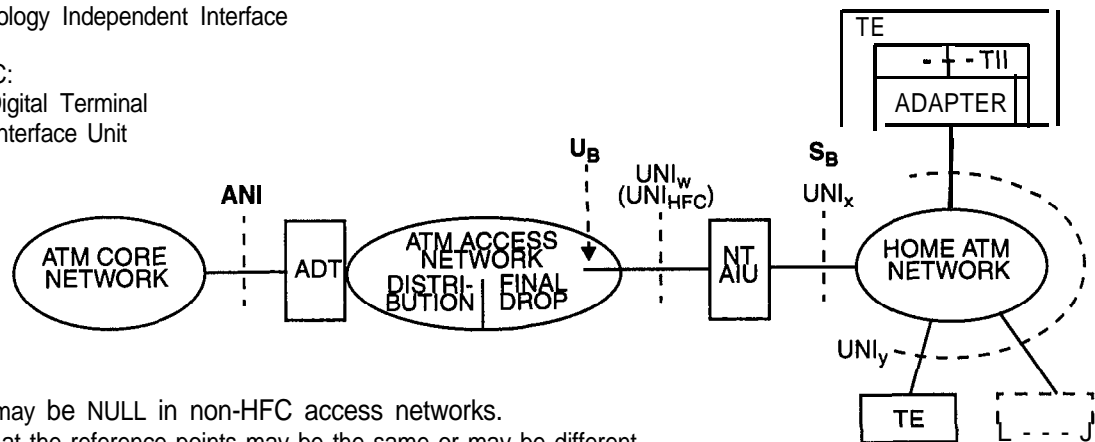 ology Independent Interface
C:
Digital Terminal
nterface Unit
TE
TII
ADAPTER
U_B
S_B
UNI_w
(UNI_HFC)
UNI_x
ANI
ATM CORE
NETWORK
ADT
ATM ACCESS
NETWORK
DISTRI-
BUTION
FINAL
DROP
NT
AIU
HOME ATM
NETWORK
UNI_y
TE
may be NULL in non-HFC access networks.
at the reference points may be the same or may be different